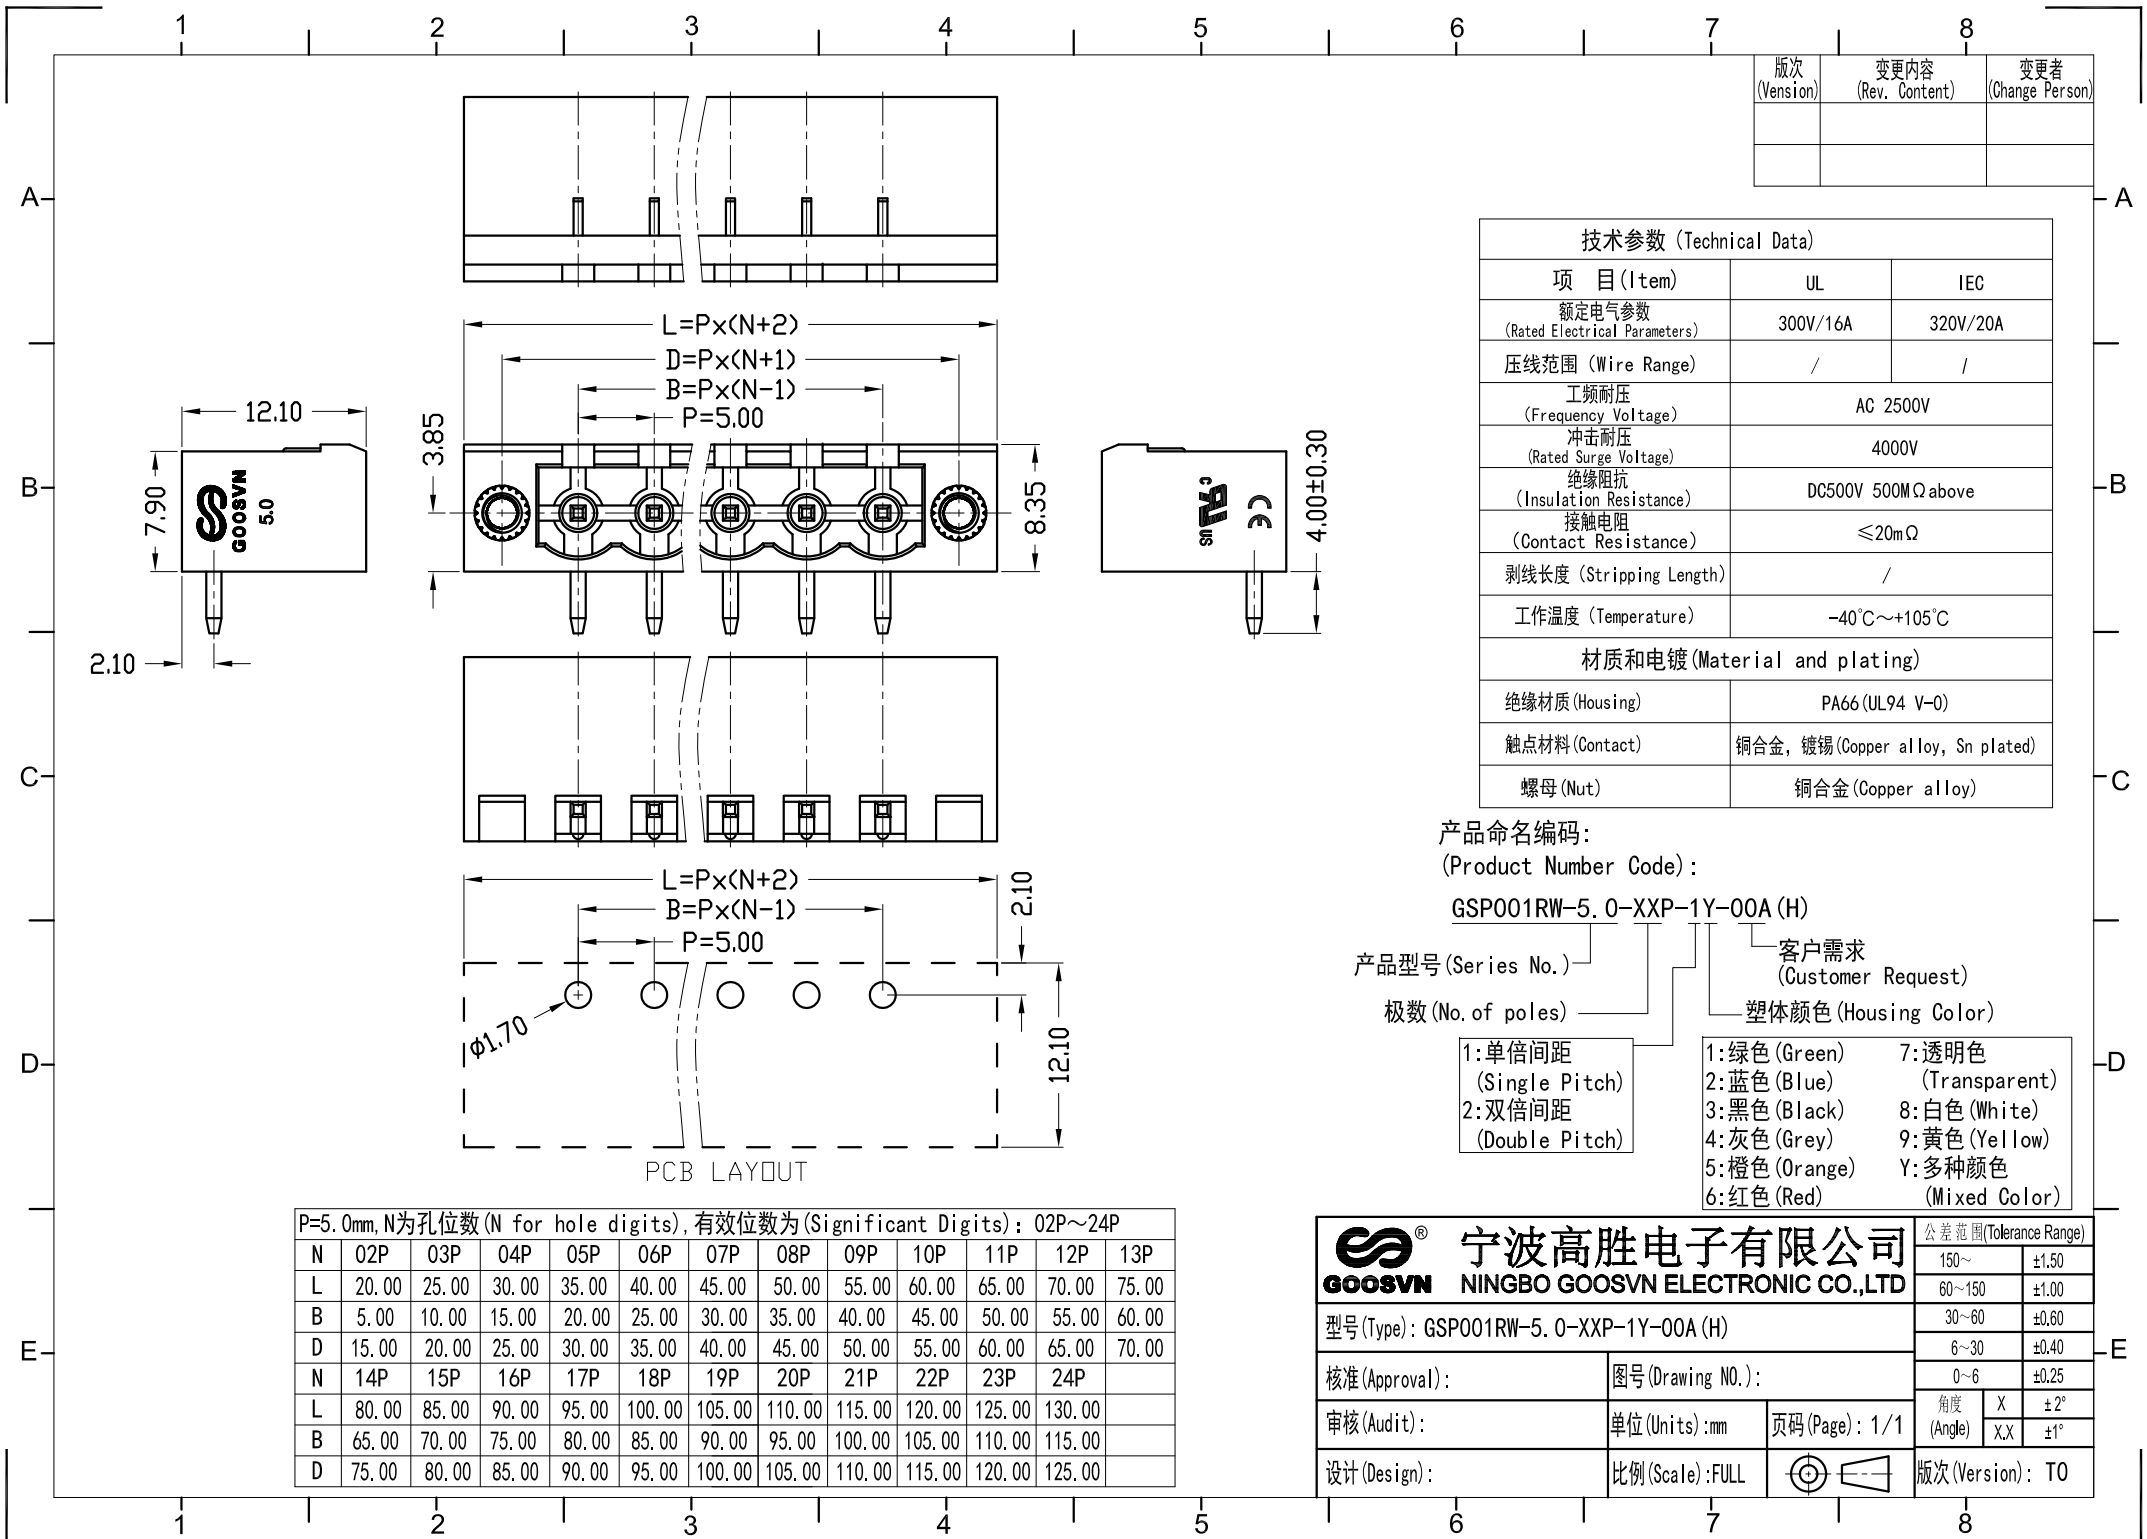 1 2 3 4 5 6 7 8
版次 变更内容 变更者
(Vension) (Rev. Content) (Change Person)
A A
技术参数 (Technical Data)
项 目(Item) UL IEC
额定电气参数
(Rated Electrical Parameters) 300V/16A 320V/20A
压线范围 (Wire Range) / /
工频耐压
(Frequency Voltage) AC 2500V
冲击耐压
(Rated Surge Voltage) 4000V
绝缘阻抗
(Insulation Resistance) DC500V 500MΩabove
接触电阻
(Contact Resistance) ≤20mΩ
剥线长度 (Stripping Length) /
工作温度 (Temperature) -40℃～+105℃
材质和电镀(Material and plating)
绝缘材质(Housing) PA66(UL94 V-0)
触点材料(Contact) 铜合金, 镀锡(Copper alloy, Sn plated)
螺母(Nut) 铜合金(Copper alloy)
L=Px(N+2)
D=Px(N+1)
B=Px(N-1)
P=5.00
12.10
7.90
2.10
GOOSVN
5.0
3.85
8.35
4.00±0.30
c UL US
CE
B B
C C
L=Px(N+2)
B=Px(N-1)
P=5.00
2.10
12.10
Ø1.70
PCB LAYOUT
产品命名编码:
(Product Number Code):
GSP001RW-5.0-XXP-1Y-00A(H)
产品型号(Series No.)
客户需求
(Customer Request)
极数(No.of poles)
塑体颜色(Housing Color)
1:单倍间距
(Single Pitch)
2:双倍间距
(Double Pitch)
1:绿色(Green) 7:透明色
2:蓝色(Blue) (Transparent)
3:黑色(Black) 8:白色(White)
4:灰色(Grey) 9:黄色(Yellow)
5:橙色(Orange) Y:多种颜色
6:红色(Red) (Mixed Color)
D D
P=5.0mm, N为孔位数(N for hole digits), 有效位数为(Significant Digits): 02P～24P
N 02P 03P 04P 05P 06P 07P 08P 09P 10P 11P 12P 13P
L 20.00 25.00 30.00 35.00 40.00 45.00 50.00 55.00 60.00 65.00 70.00 75.00
B 5.00 10.00 15.00 20.00 25.00 30.00 35.00 40.00 45.00 50.00 55.00 60.00
D 15.00 20.00 25.00 30.00 35.00 40.00 45.00 50.00 55.00 60.00 65.00 70.00
N 14P 15P 16P 17P 18P 19P 20P 21P 22P 23P 24P
L 80.00 85.00 90.00 95.00 100.00 105.00 110.00 115.00 120.00 125.00 130.00
B 65.00 70.00 75.00 80.00 85.00 90.00 95.00 100.00 105.00 110.00 115.00
D 75.00 80.00 85.00 90.00 95.00 100.00 105.00 110.00 115.00 120.00 125.00
E E
® 宁波高胜电子有限公司
GOOSVN NINGBO GOOSVN ELECTRONIC CO.,LTD
型号(Type): GSP001RW-5.0-XXP-1Y-00A(H)
核准(Approval): 图号(Drawing NO.):
审核(Audit): 单位(Units):mm 页码(Page): 1/1
设计(Design): 比例(Scale):FULL
公差范围(Tolerance Range)
150～ ±1.50
60～150 ±1.00
30～60 ±0.60
6～30 ±0.40
0～6 ±0.25
角度 X ±2°
(Angle) X.X ±1°
版次(Version): T0
1 2 3 4 5 6 7 8